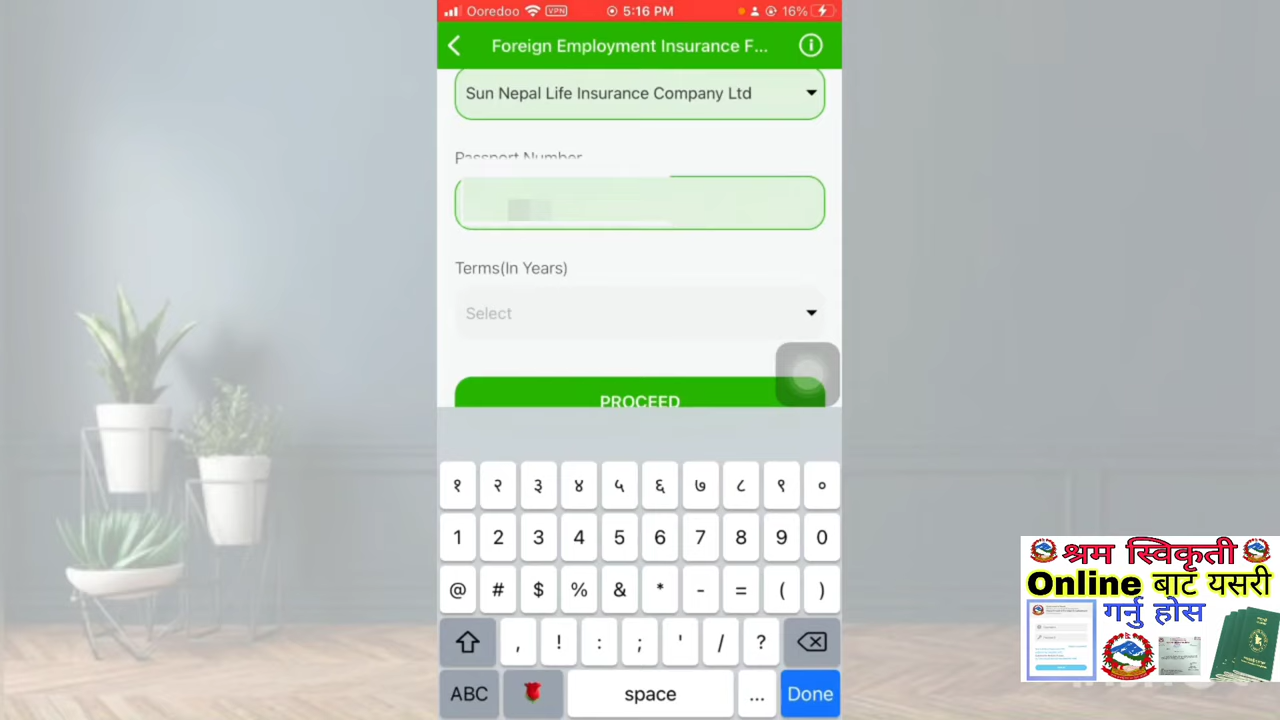 Ooredoo VPN 5:16 PM 16%
Foreign Employment Insurance F...
Sun Nepal Life Insurance Company Ltd
Passport Number
Terms(In Years)
Select
PROCEED
१ २ ३ ४ ५ ६ ७ ८ ९ ०
1 2 3 4 5 6 7 8 9 0
@ # $ % & * - = ( )
, ! : ; ' / ?
ABC space ... Done
श्रम स्विकृती
Online बाट यसरी
गर्नु होस